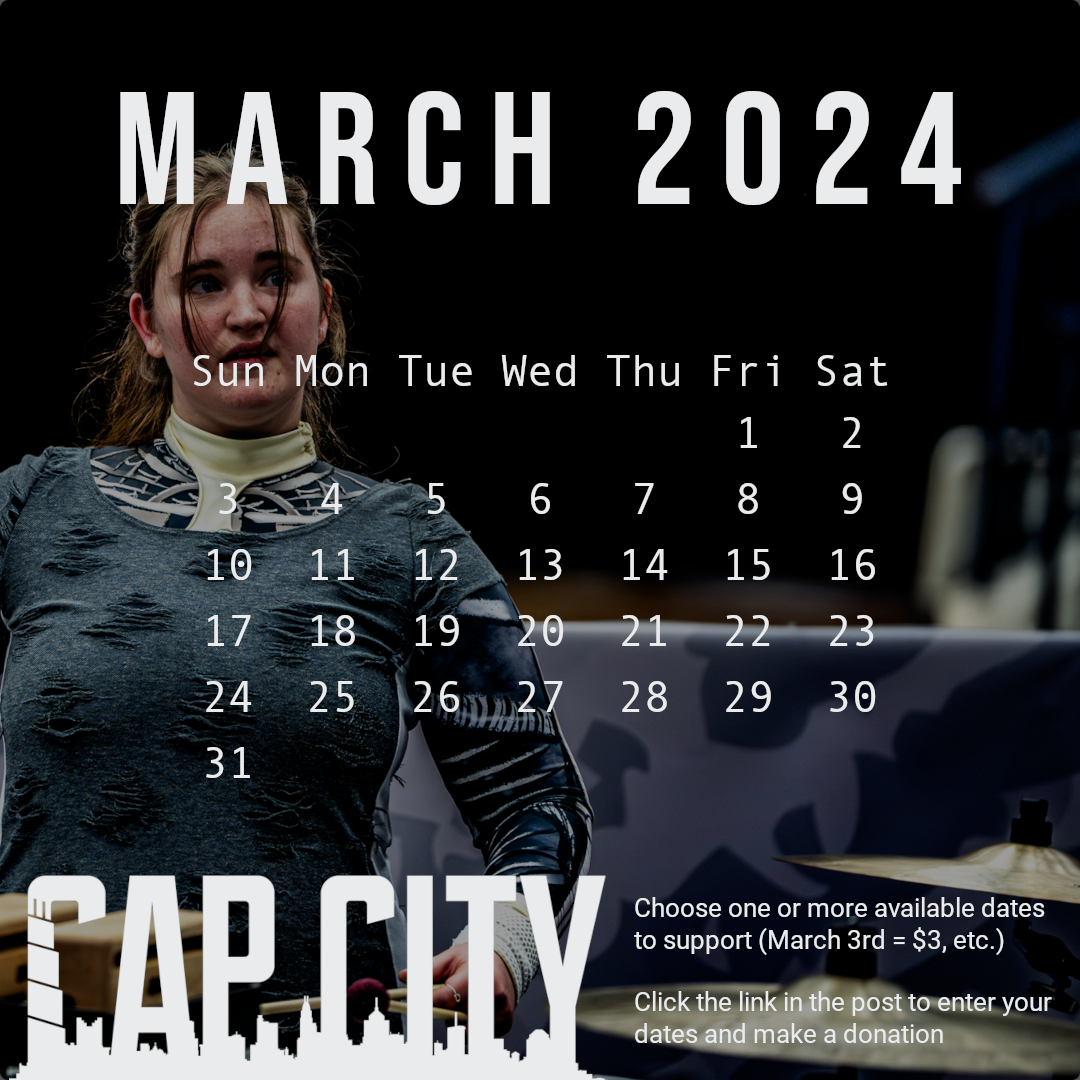 MARCH 2024
Sun Mon Tue Wed Thu Fri Sat
1 2
3 4 5 6 7 8 9
10 11 12 13 14 15 16
17 18 19 20 21 22 23
24 25 26 27 28 29 30
31
CAP CITY
Choose one or more available dates
to support (March 3rd = $3, etc.)
Click the link in the post to enter your
dates and make a donation